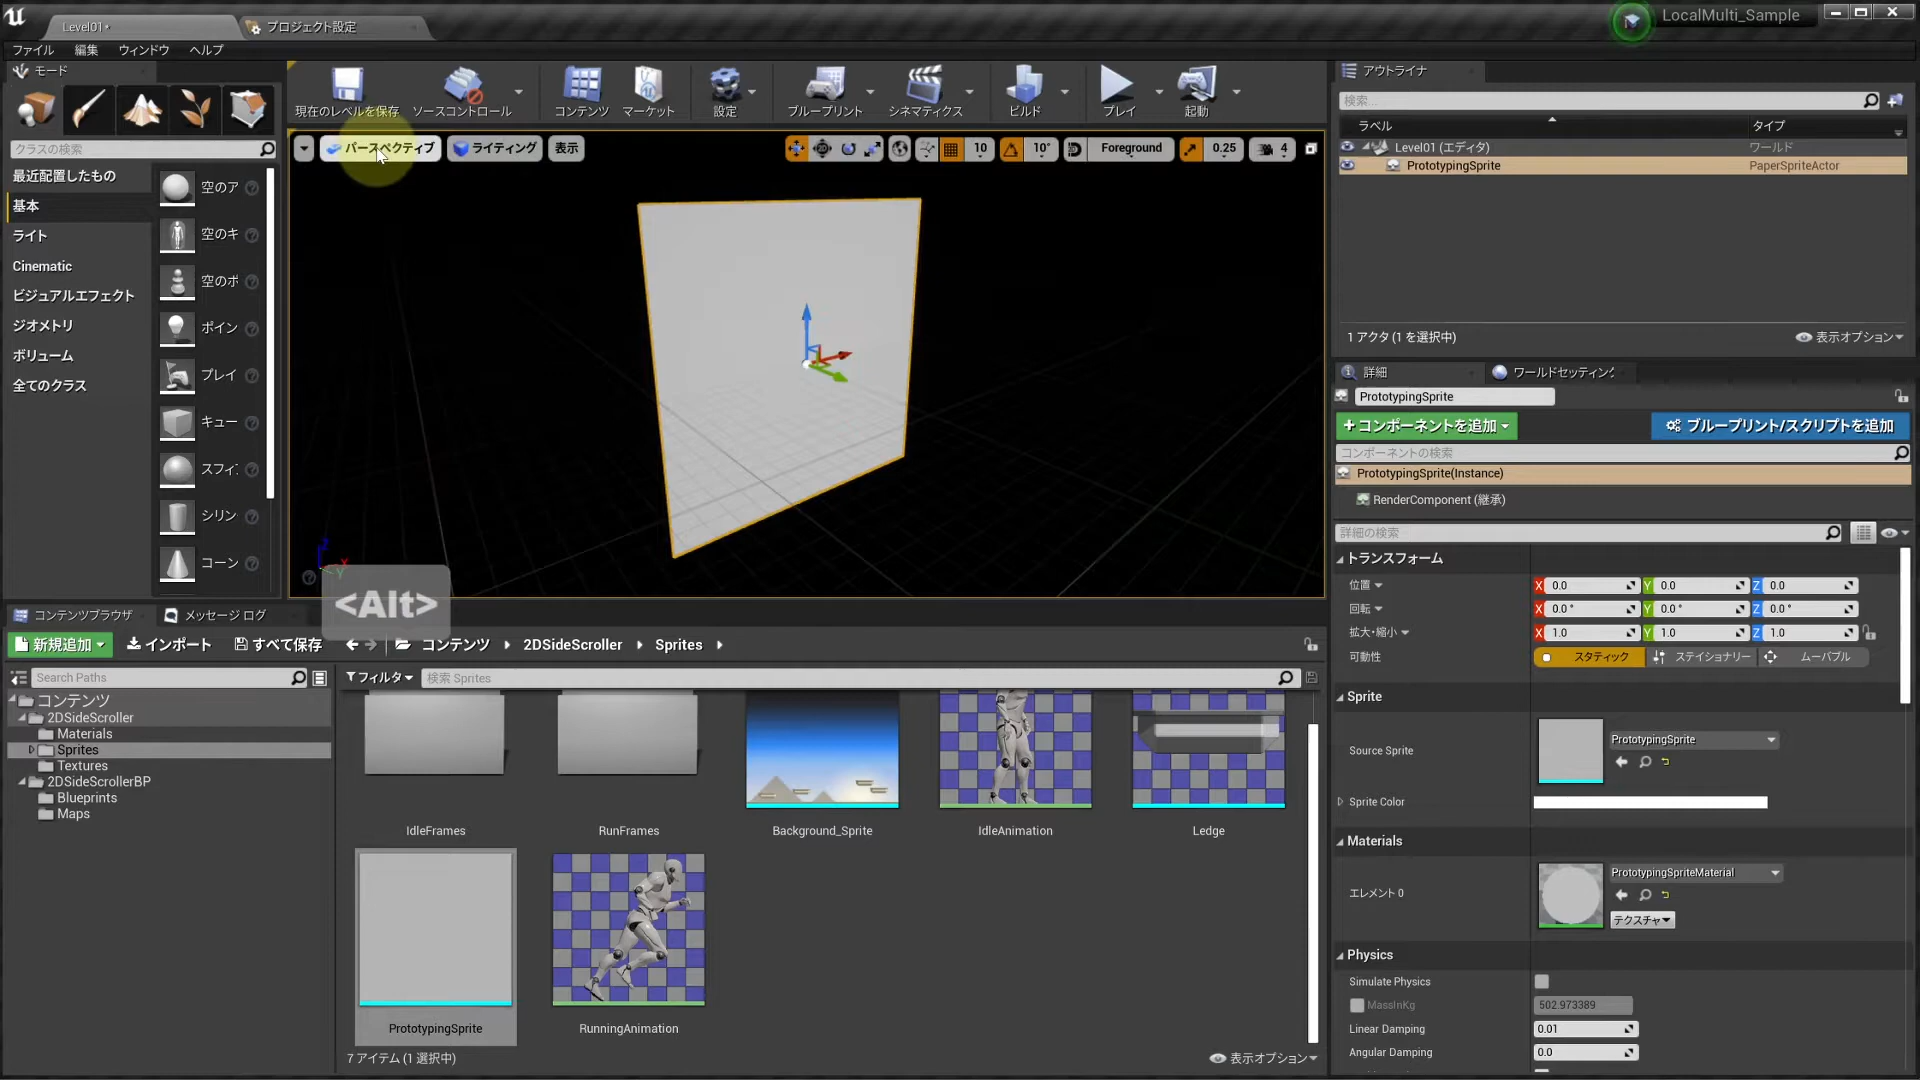 Level01•
プロジェクト設定
LocalMulti_Sample
ファイル 編集 ウィンドウ ヘルプ
モード
現在のレベルを保存
ソースコントロール
コンテンツ
マーケット
設定
ブループリント
シネマティクス
ビルド
プレイ
起動
クラスの検索
最近配置したもの
基本
ライト
Cinematic
ビジュアルエフェクト
ジオメトリ
ボリューム
全てのクラス
空のア
空のキ
空のポ
ポイン
プレイ
キュー
スフィ
シリン
コーン
パースペクティブ
ライティング
表示
10
10°
Foreground
0.25
4
Z
X
Y
<Alt>
アウトライナ
検索...
ラベル
タイプ
Level01 (エディタ)
ワールド
PrototypingSprite
PaperSpriteActor
1 アクタ (1 を選択中)
表示オプション
詳細
ワールドセッティング
PrototypingSprite
+コンポーネントを追加
ブループリント/スクリプトを追加
コンポーネントの検索
PrototypingSprite(Instance)
RenderComponent (継承)
詳細の検索
トランスフォーム
位置 X 0.0 Y 0.0 Z 0.0
回転 X 0.0 ° Y 0.0 ° Z 0.0 °
拡大・縮小 X 1.0 Y 1.0 Z 1.0
可動性 スタティック ステイショナリー ムーバブル
Sprite
Source Sprite
PrototypingSprite
Sprite Color
Materials
エレメント 0
PrototypingSpriteMaterial
テクスチャ
Physics
Simulate Physics
MassInKg 502.973389
Linear Damping 0.01
Angular Damping 0.0
コンテンツブラウザ
メッセージ ログ
新規追加
インポート
すべて保存
コンテンツ
2DSideScroller
Sprites
Search Paths
フィルタ
検索 Sprites
コンテンツ
2DSideScroller
Materials
Sprites
Textures
2DSideScrollerBP
Blueprints
Maps
IdleFrames
RunFrames
Background_Sprite
IdleAnimation
Ledge
PrototypingSprite
RunningAnimation
7 アイテム (1 選択中)
表示オプション